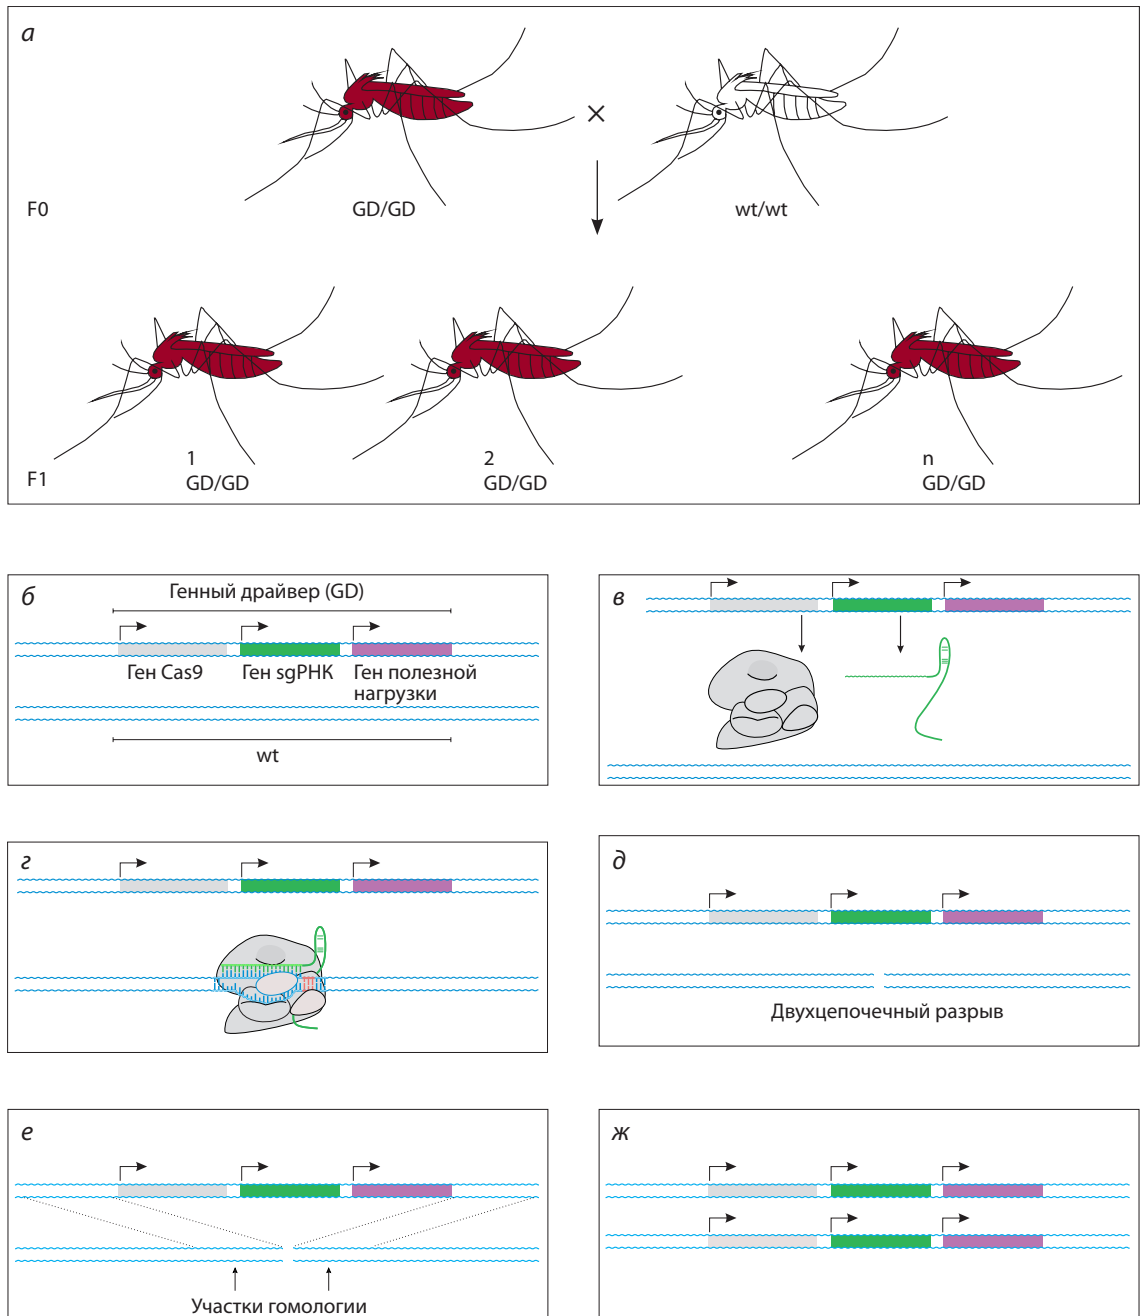 а
×
F0
GD/GD
wt/wt
1
2
n
F1
GD/GD
GD/GD
GD/GD
б
Генный драйвер (GD)
Ген Cas9
Ген sgРНК
Ген полезной
нагрузки
wt
в
г
д
Двухцепочечный разрыв
е
Участки гомологии
ж